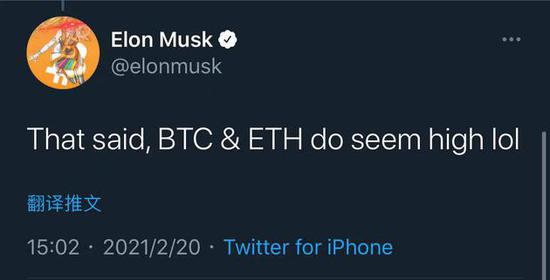 Elon Musk
@elonmusk
That said, BTC & ETH do seem high lol
翻译推文
15:02 · 2021/2/20 · Twitter for iPhone